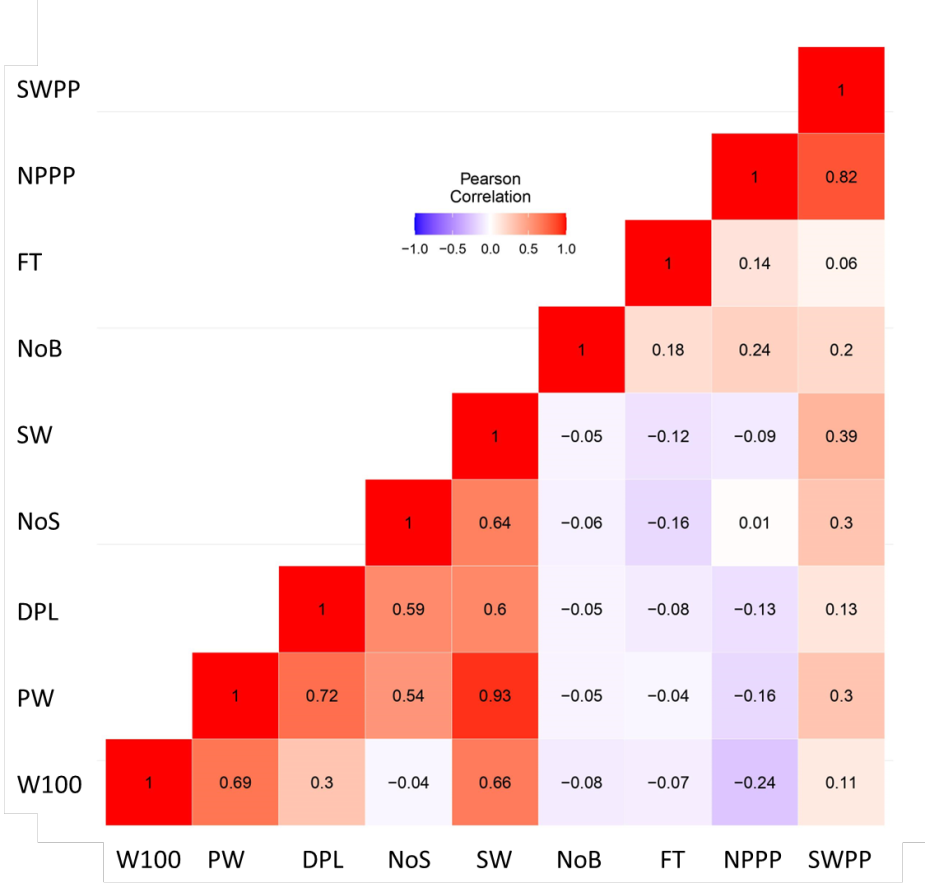 SWPP
1
NPPP
1 0.82
Pearson
Correlation
−1.0 −0.5 0.0 0.5 1.0
FT
1 0.14 0.06
NoB
1 0.18 0.24 0.2
SW
1 −0.05 −0.12 −0.09 0.39
NoS
1 0.64 −0.06 −0.16 0.01 0.3
DPL
1 0.59 0.6 −0.05 −0.08 −0.13 0.13
PW
1 0.72 0.54 0.93 −0.05 −0.04 −0.16 0.3
W100
1 0.69 0.3 −0.04 0.66 −0.08 −0.07 −0.24 0.11
W100 PW DPL NoS SW NoB FT NPPP SWPP